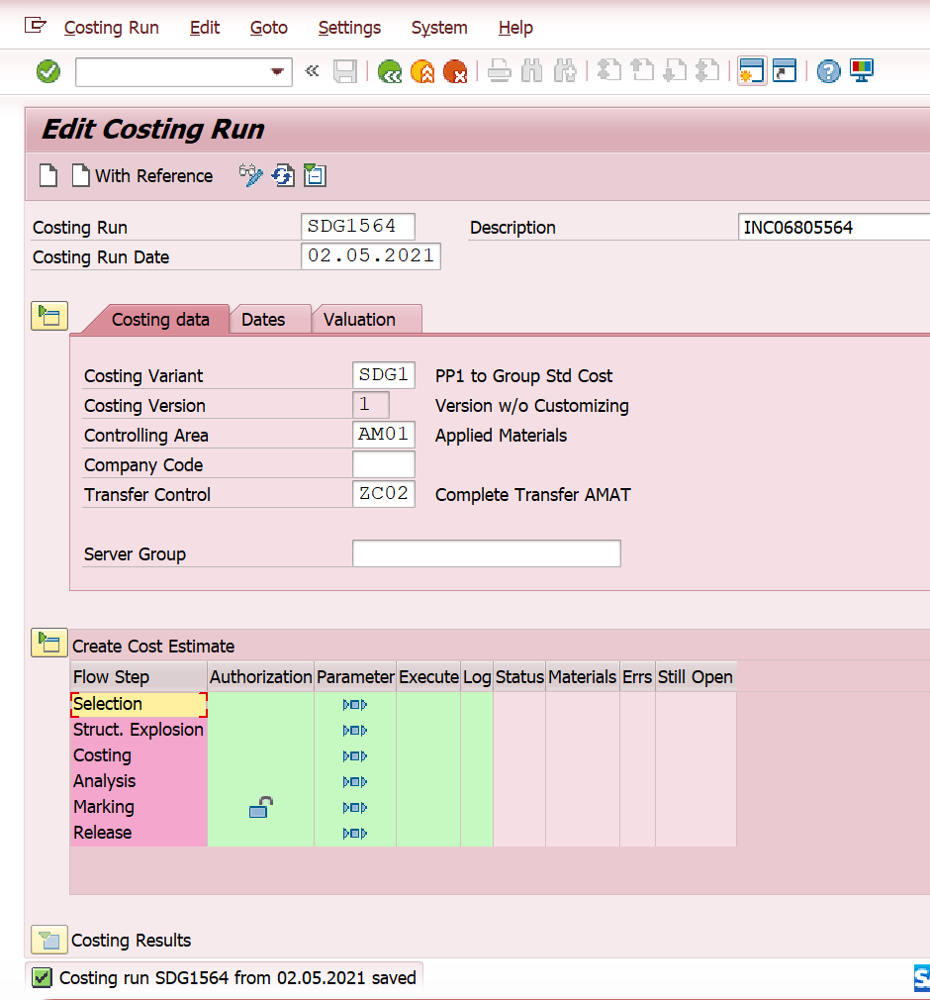 Costing Run Edit Goto Settings System Help
Edit Costing Run
With Reference
Costing Run SDG1564 Description INC06805564
Costing Run Date 02.05.2021
Costing data Dates Valuation
Costing Variant SDG1 PP1 to Group Std Cost
Costing Version 1 Version w/o Customizing
Controlling Area AM01 Applied Materials
Company Code
Transfer Control ZC02 Complete Transfer AMAT
Server Group
Create Cost Estimate
Flow Step Authorization Parameter Execute Log Status Materials Errs Still Open
Selection
Struct. Explosion
Costing
Analysis
Marking
Release
Costing Results
Costing run SDG1564 from 02.05.2021 saved